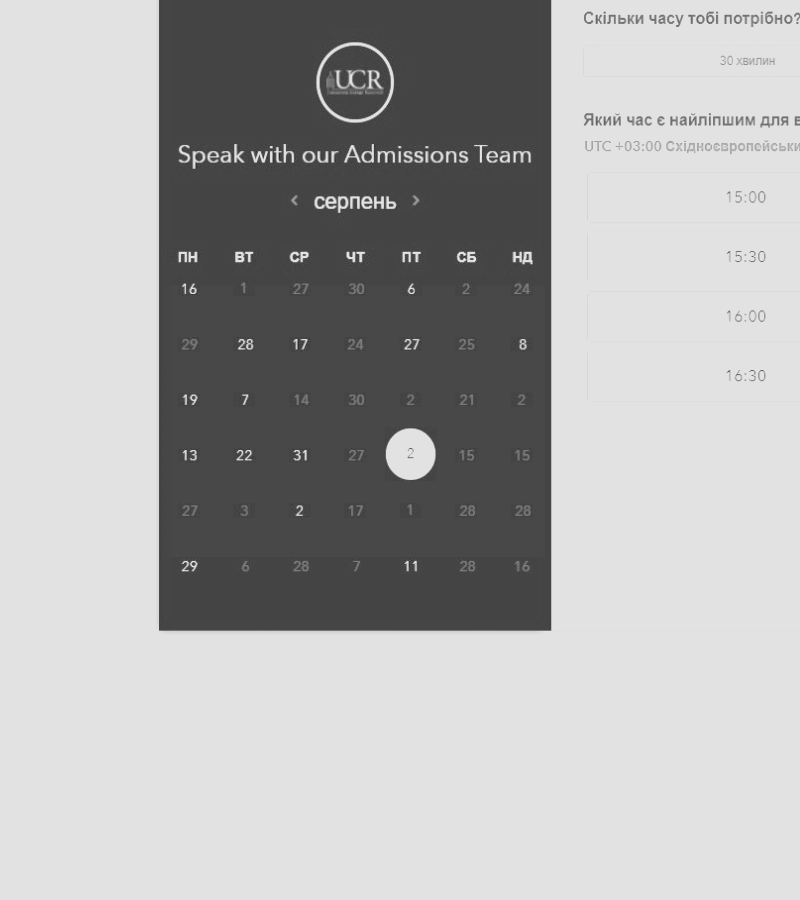 UCR
Speak with our Admissions Team
‹ серпень ›
ПН ВТ СР ЧТ ПТ СБ НД
16 1 27 30 6 2 24
29 28 17 24 27 25 8
19 7 14 30 2 21 2
13 22 31 27 2 15 15
27 3 2 17 1 28 28
29 6 28 7 11 28 16
Скільки часу тобі потрібно?
30 хвилин
Який час є найліпшим для в
UTC +03:00 Східноєвропейськи
15:00
15:30
16:00
16:30